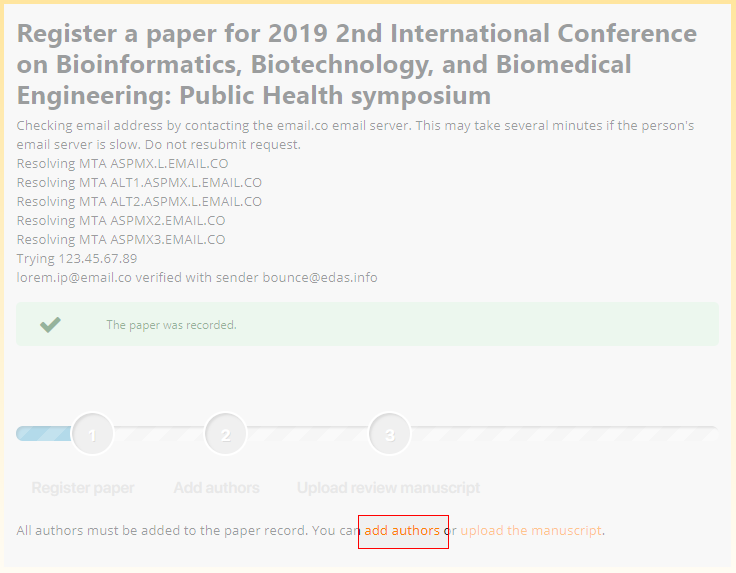 Register a paper for 2019 2nd International Conference
on Bioinformatics, Biotechnology, and Biomedical
Engineering: Public Health symposium
Checking email address by contacting the email.co email server. This may take several minutes if the person's
email server is slow. Do not resubmit request.
Resolving MTA ASPMX.L.EMAIL.CO
Resolving MTA ALT1.ASPMX.L.EMAIL.CO
Resolving MTA ALT2.ASPMX.L.EMAIL.CO
Resolving MTA ASPMX2.EMAIL.CO
Resolving MTA ASPMX3.EMAIL.CO
Trying 123.45.67.89
lorem.ip@email.co verified with sender bounce@edas.info
The paper was recorded.
1 2 3
Register paper Add authors Upload review manuscript
All authors must be added to the paper record. You can add authors or upload the manuscript.